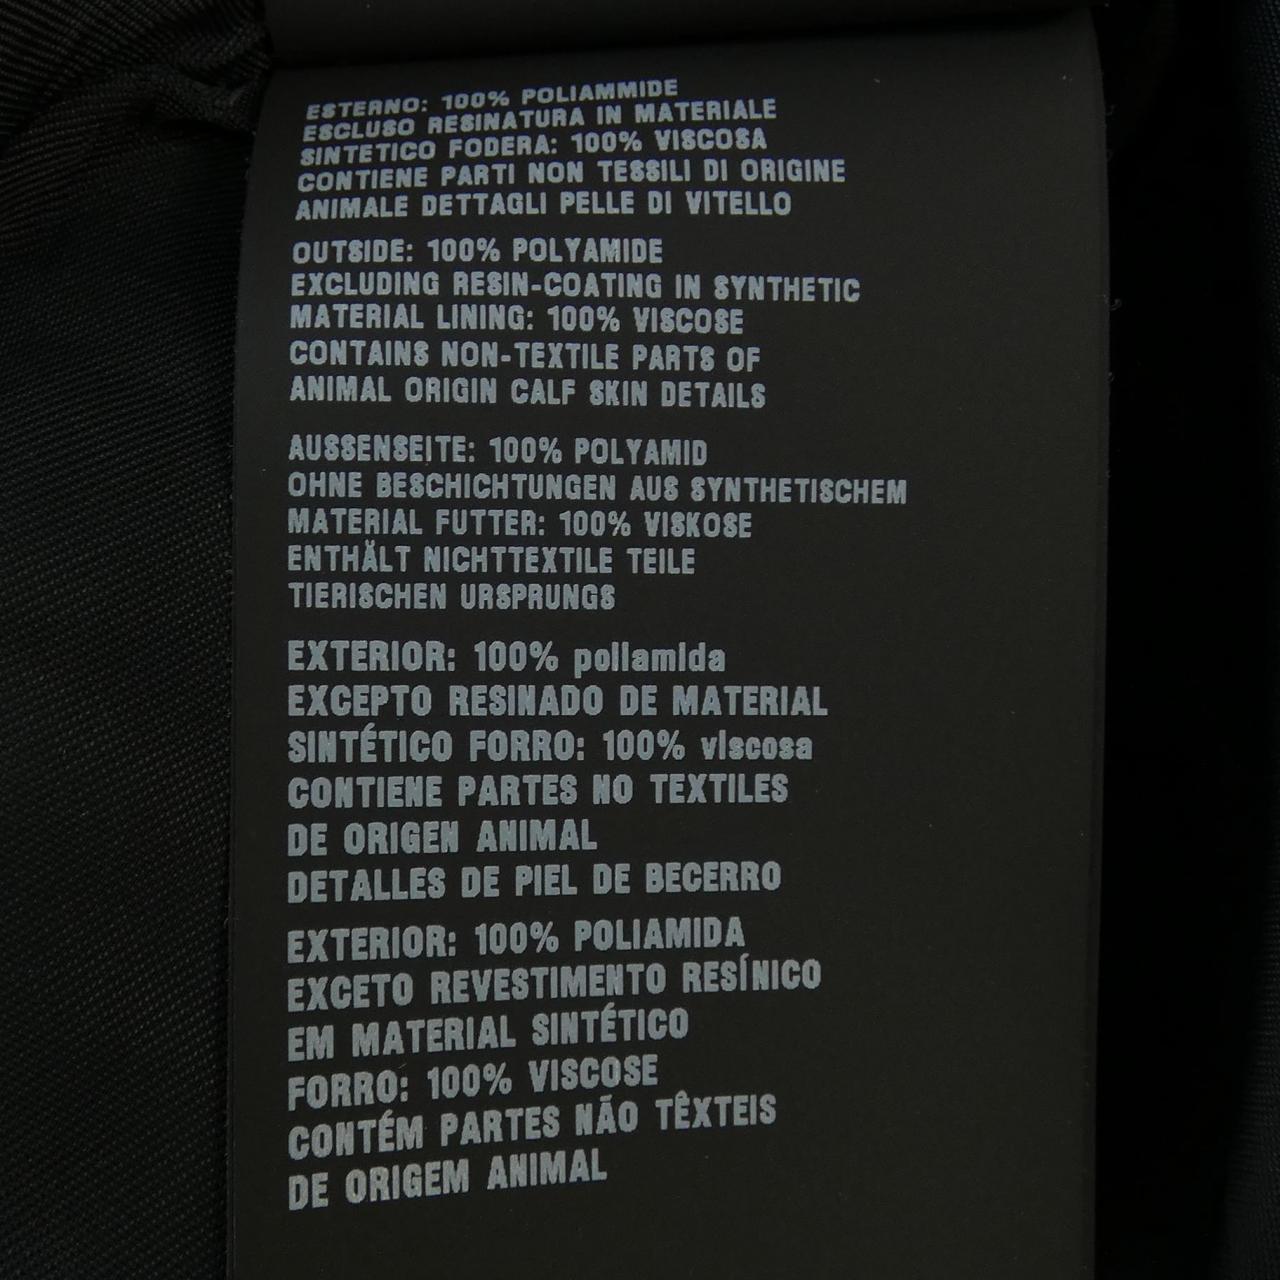 ESTERNO: 100% POLIAMMIDE
ESCLUSO RESINATURA IN MATERIALE
SINTETICO FODERA: 100% VISCOSA
CONTIENE PARTI NON TESSILI DI ORIGINE
ANIMALE DETTAGLI PELLE DI VITELLO
OUTSIDE: 100% POLYAMIDE
EXCLUDING RESIN-COATING IN SYNTHETIC
MATERIAL LINING: 100% VISCOSE
CONTAINS NON-TEXTILE PARTS OF
ANIMAL ORIGIN CALF SKIN DETAILS
AUSSENSEITE: 100% POLYAMID
OHNE BESCHICHTUNGEN AUS SYNTHETISCHEM
MATERIAL FUTTER: 100% VISKOSE
ENTHÄLT NICHTTEXTILE TEILE
TIERISCHEN URSPRUNGS
EXTERIOR: 100% poliamida
EXCEPTO RESINADO DE MATERIAL
SINTÉTICO FORRO: 100% viscosa
CONTIENE PARTES NO TEXTILES
DE ORIGEN ANIMAL
DETALLES DE PIEL DE BECERRO
EXTERIOR: 100% POLIAMIDA
EXCETO REVESTIMENTO RESÍNICO
EM MATERIAL SINTÉTICO
FORRO: 100% VISCOSE
CONTÉM PARTES NÃO TÊXTEIS
DE ORIGEM ANIMAL